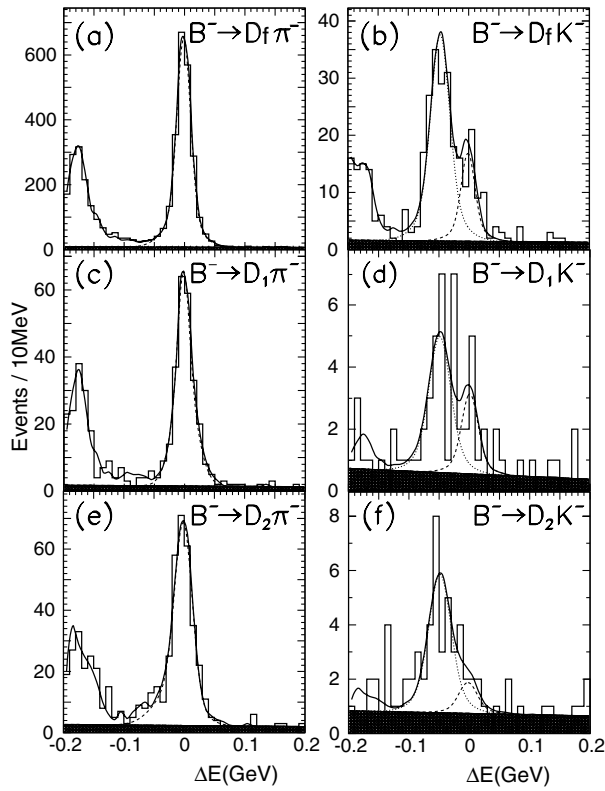 (a) B⁻→D_f π⁻
600
400
200
0
(b) B⁻→D_f K⁻
40
30
20
10
0
(c) B⁻→D₁π⁻
60
40
20
0
(d) B⁻→D₁K⁻
6
4
2
0
(e) B⁻→D₂π⁻
60
40
20
0
(f) B⁻→D₂K⁻
8
6
4
2
0
Events / 10MeV
-0.2 -0.1 0 0.1 0.2
-0.2 -0.1 0 0.1 0.2
ΔE(GeV) ΔE(GeV)